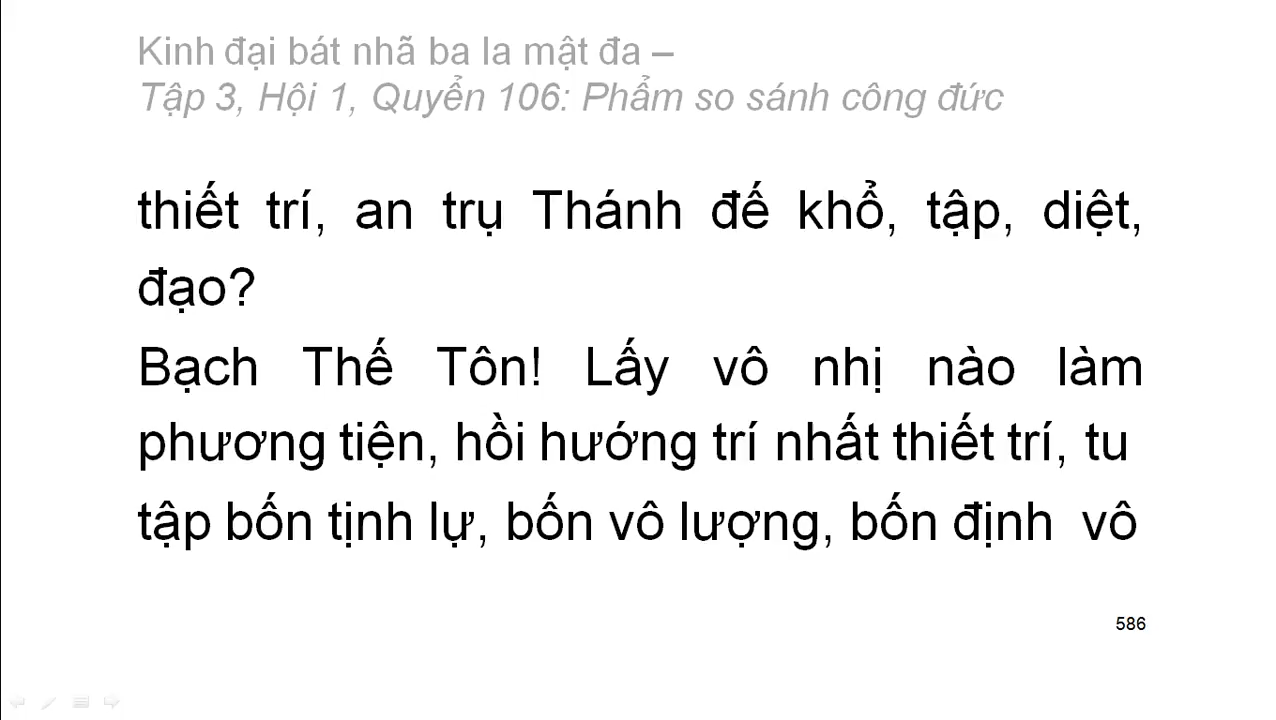 Kinh đại bát nhã ba la mật đa –
Tập 3, Hội 1, Quyển 106: Phẩm so sánh công đức
thiết trí, an trụ Thánh đế khổ, tập, diệt,
đạo?
Bạch Thế Tôn! Lấy vô nhị nào làm
phương tiện, hồi hướng trí nhất thiết trí, tu
tập bốn tịnh lự, bốn vô lượng, bốn định vô
586